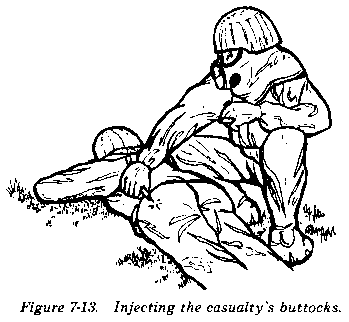 Figure 7-13. Injecting the casualty's buttocks.